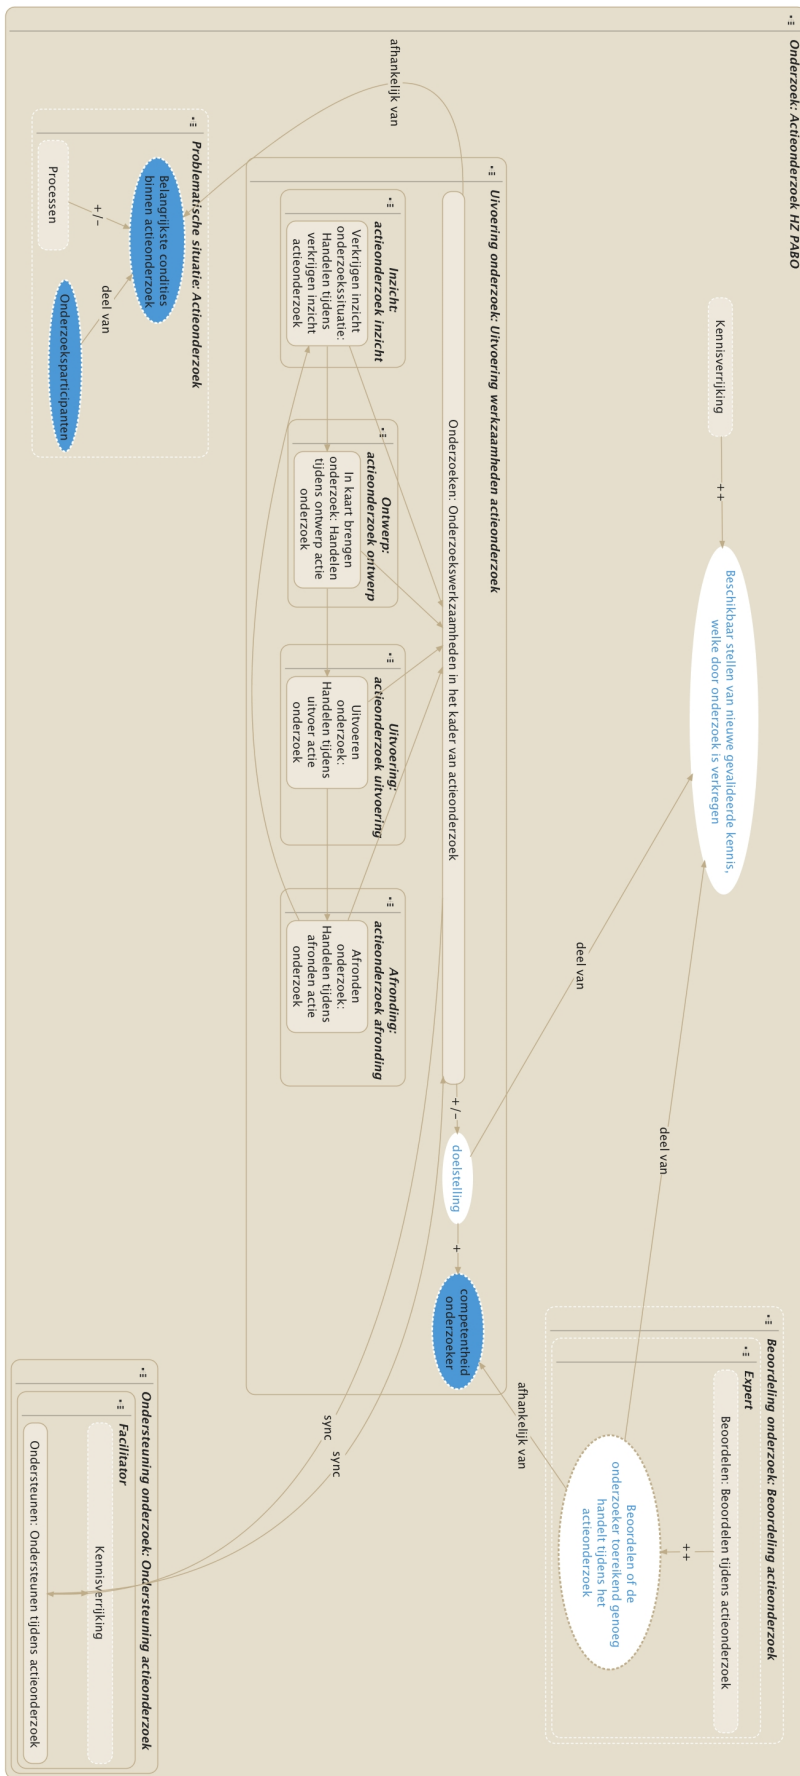 Onderzoek: Actieonderzoek HZ PABO
Kennisverrijking
++
Beschikbaar stellen van nieuwe gevalideerde kennis,
welke door onderzoek is verkregen
deel van
deel van
Beoordeling onderzoek: Beoordeling actieonderzoek
Expert
Beoordelen: Beoordelen tijdens actieonderzoek
++
Beoordelen of de
onderzoeker toereikend genoeg
handelt tijdens het
actieonderzoek
afhankelijk van
afhankelijk van
Uivoering onderzoek: Uitvoering werkzaamheden actieonderzoek
Onderzoeken: Onderzoekswerkzaamheden in het kader van actieonderzoek
+/-
doelstelling
+
competentheid
onderzoeker
Inzicht:
actieonderzoek inzicht
Verkrijgen inzicht
onderzoekssituatie:
Handelen tijdens
verkrijgen inzicht
actieonderzoek
Ontwerp:
actieonderzoek ontwerp
In kaart brengen
onderzoek: Handelen
tijdens ontwerp actie
onderzoek
Uitvoering:
actieonderzoek uitvoering
Uitvoeren
onderzoek:
Handelen tijdens
uitvoer actie
onderzoek
Afronding:
actieonderzoek afronding
Afronden
onderzoek:
Handelen tijdens
afronden actie
onderzoek
sync
sync
Problematische situatie: Actieonderzoek
Belangrijkste condities
binnen actieonderzoek
+/-
deel van
Processen
Onderzoeksparticipanten
Ondersteuning onderzoek: Ondersteuning actieonderzoek
Facilitator
Kennisverrijking
Ondersteunen: Ondersteunen tijdens actieonderzoek